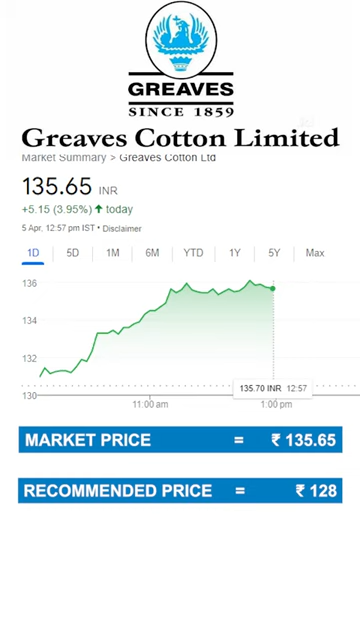 GREAVES
SINCE 1859
Greaves Cotton Limited
Market Summary > Greaves Cotton Ltd
135.65 INR
+5.15 (3.95%) ↑ today
5 Apr, 12:57 pm IST • Disclaimer
1D 5D 1M 6M YTD 1Y 5Y Max
136
134
132
130
135.70 INR 12:57
11:00 am 1:00 pm
MARKET PRICE = ₹ 135.65
RECOMMENDED PRICE = ₹ 128